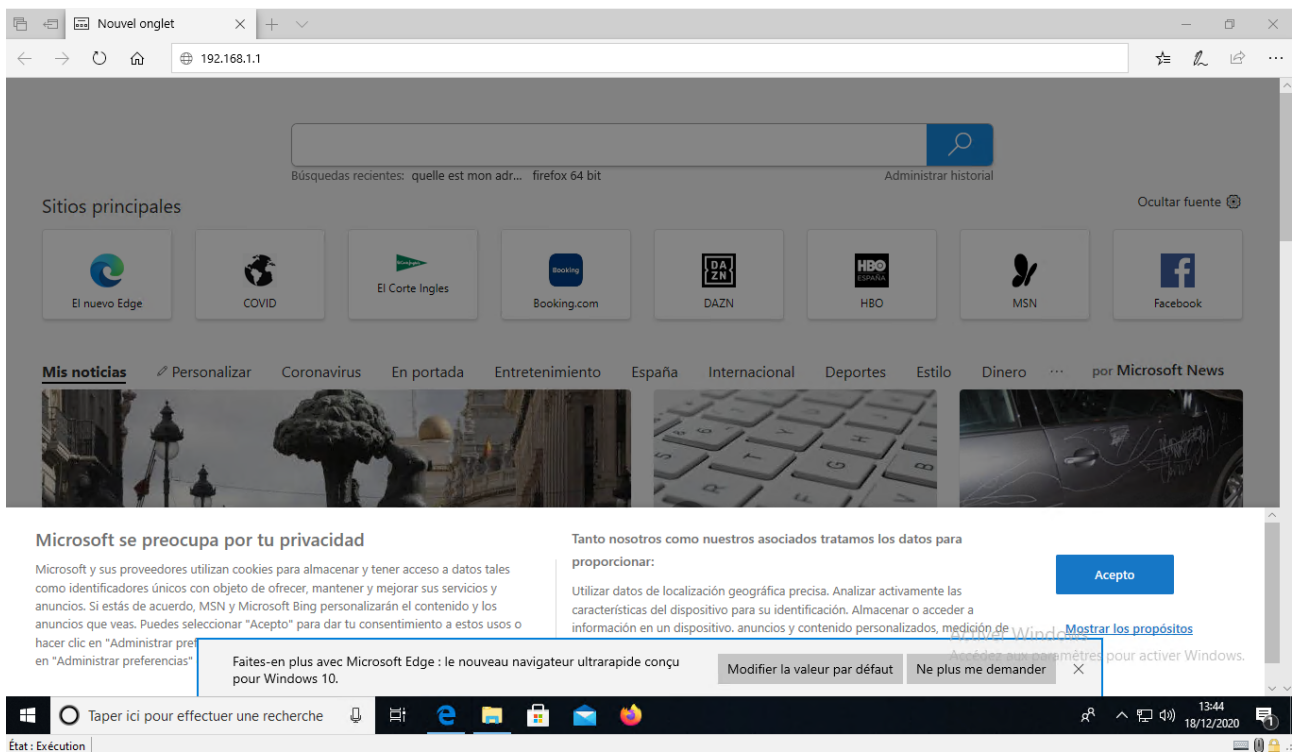 Nouvel onglet
192.168.1.1
Búsquedas recientes: quelle est mon adr... firefox 64 bit
Administrar historial
Sitios principales
Ocultar fuente
El nuevo Edge
COVID
El Corte Ingles
Booking
Booking.com
DA
ZN
DAZN
HBO
ESPAÑA
HBO
MSN
Facebook
Mis noticias
Personalizar
Coronavirus
En portada
Entretenimiento
España
Internacional
Deportes
Estilo
Dinero
...
por Microsoft News
Microsoft se preocupa por tu privacidad
Microsoft y sus proveedores utilizan cookies para almacenar y tener acceso a datos tales
como identificadores únicos con objeto de ofrecer, mantener y mejorar sus servicios y
anuncios. Si estás de acuerdo, MSN y Microsoft Bing personalizarán el contenido y los
anuncios que veas. Puedes seleccionar "Acepto" para dar tu consentimiento a estos usos o
hacer clic en "Administrar pref
en "Administrar preferencias"
Tanto nosotros como nuestros asociados tratamos los datos para
proporcionar:
Utilizar datos de localización geográfica precisa. Analizar activamente las
características del dispositivo para su identificación. Almacenar o acceder a
información en un dispositivo. anuncios y contenido personalizados, medición de
Acepto
Mostrar los propósitos
Activer Windows
Accédez aux paramètres pour activer Windows.
Faites-en plus avec Microsoft Edge : le nouveau navigateur ultrarapide conçu
pour Windows 10.
Modifier la valeur par défaut
Ne plus me demander
Taper ici pour effectuer une recherche
13:44
18/12/2020
1
État : Exécution